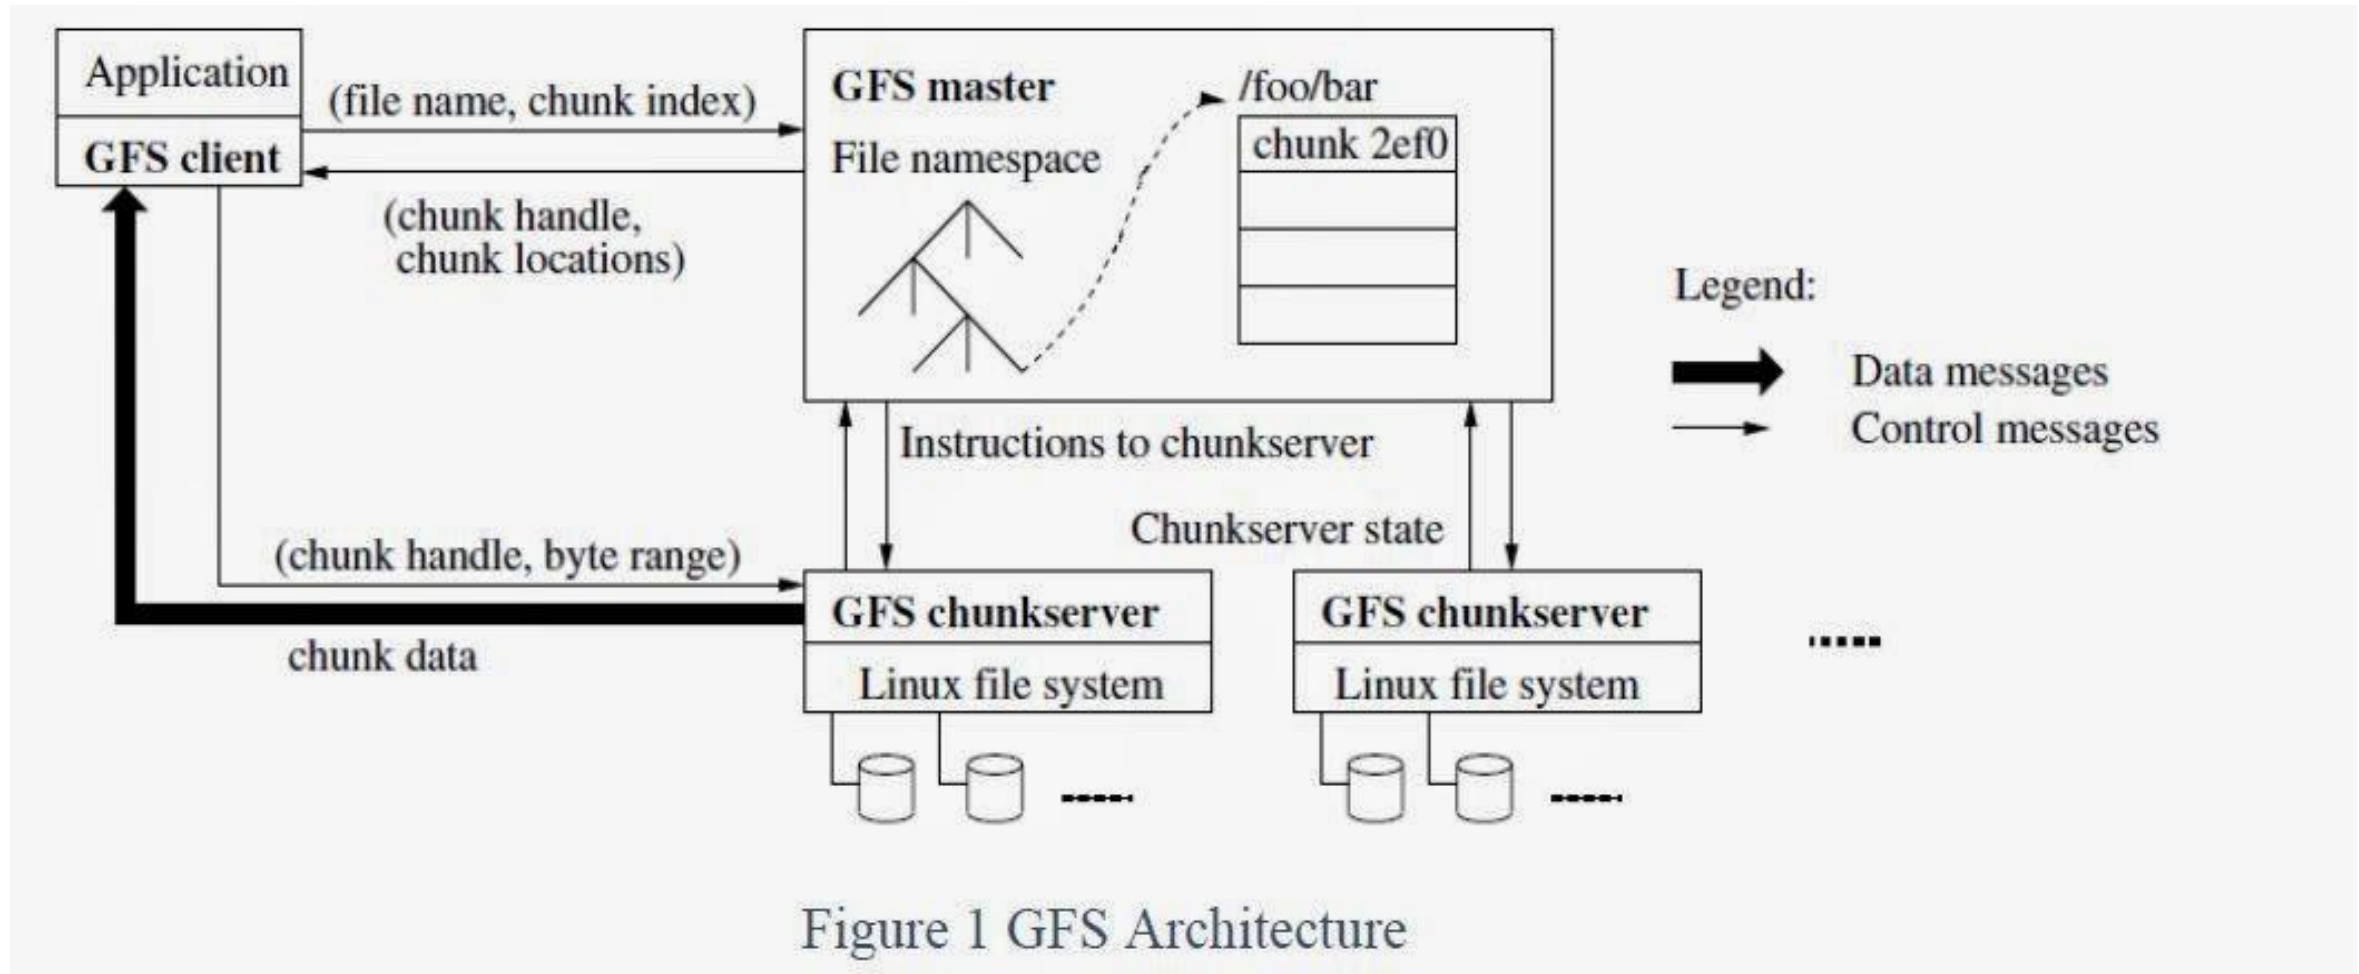 Application
GFS client
(file name, chunk index)
(chunk handle,
chunk locations)
GFS master
File namespace
/foo/bar
chunk 2ef0
Legend:
Data messages
Control messages
Instructions to chunkserver
Chunkserver state
(chunk handle, byte range)
chunk data
GFS chunkserver
Linux file system
GFS chunkserver
Linux file system
Figure 1 GFS Architecture